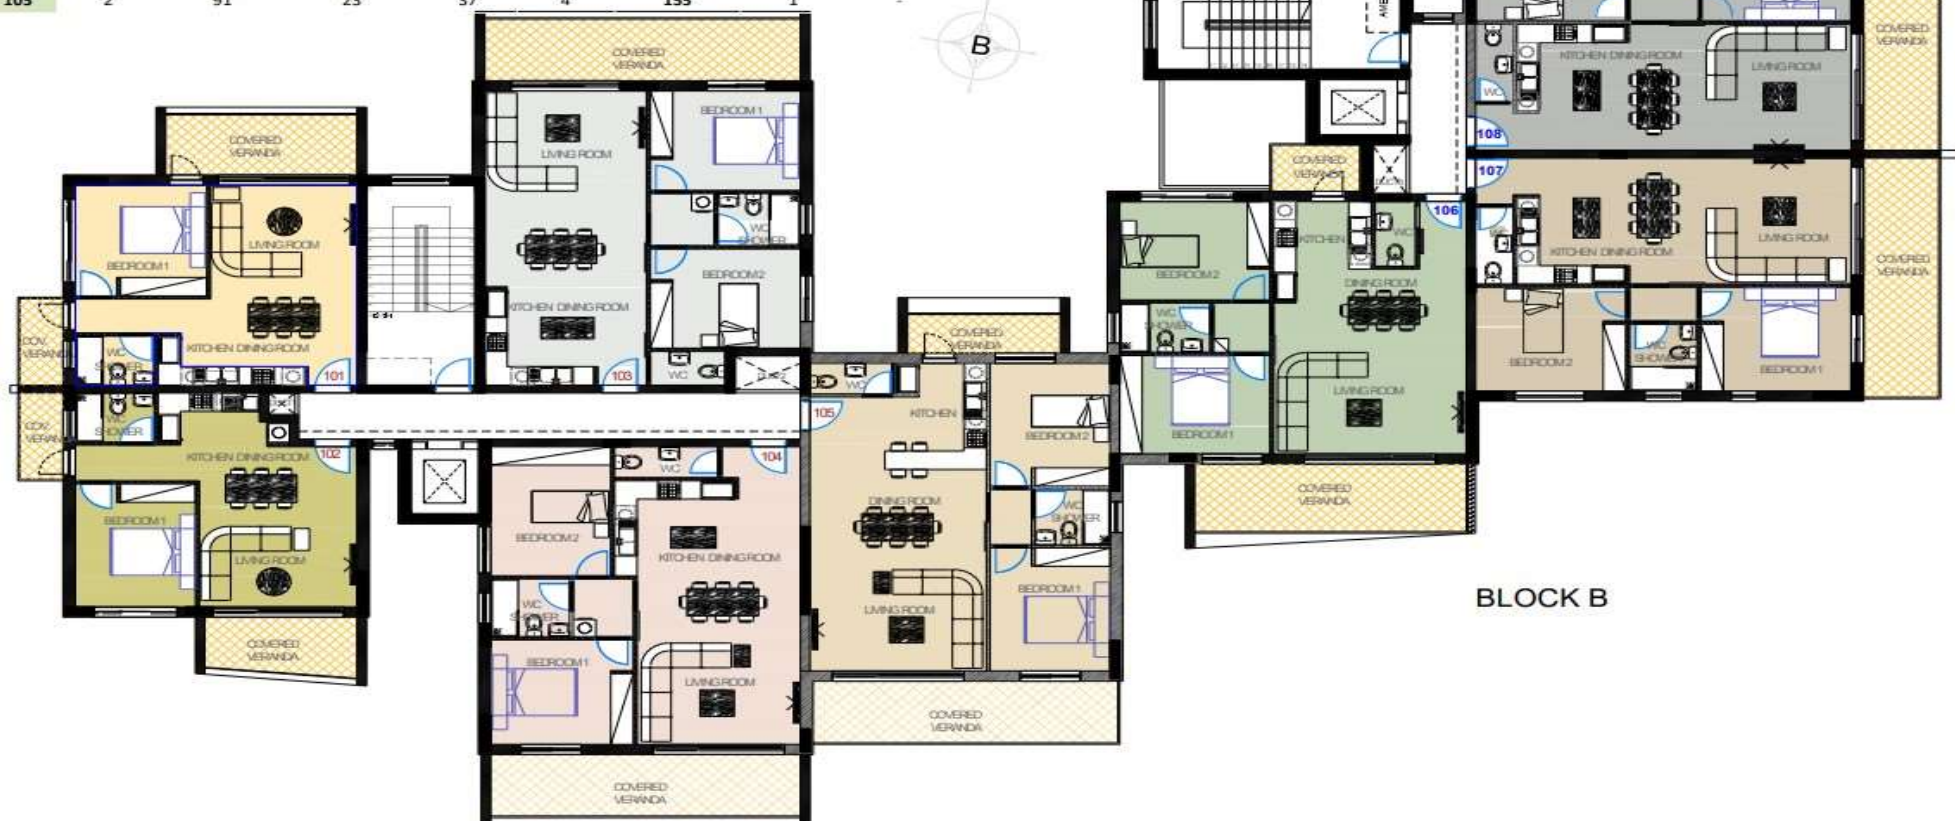 105 2 91 23 37 4 155 1 -
B
COVERED
VERANDA
BEDROOM 1
LIVING ROOM
COVERED
VERANDA
BEDROOM 1
LIVING ROOM
KITCHEN DINING ROOM
WC
SHOWER
COV.
101
WC
SHOWER
BEDROOM 2
KITCHEN DINING ROOM
WC
103
WC
SHOWER
COV.
KITCHEN DINING ROOM
102
BEDROOM 1
LIVING ROOM
COVERED
VERANDA
WC
104
BEDROOM 2
KITCHEN DINING ROOM
WC
SHOWER
BEDROOM 1
LIVING ROOM
COVERED
VERANDA
COVERED
VERANDA
WC
105
KITCHEN
BEDROOM 2
DINING ROOM
WC
SHOWER
LIVING ROOM
BEDROOM 1
COVERED
VERANDA
COVERED
VERANDA
106
KITCHEN
WC
BEDROOM 2
DINING ROOM
WC
SHOWER
BEDROOM 1
LIVING ROOM
COVERED
VERANDA
COVERED
VERANDA
KITCHEN DINING ROOM
LIVING ROOM
WC
108
107
WC
KITCHEN DINING ROOM
LIVING ROOM
COVERED
VERANDA
BEDROOM 2
WC
SHOWER
BEDROOM 1
BLOCK B